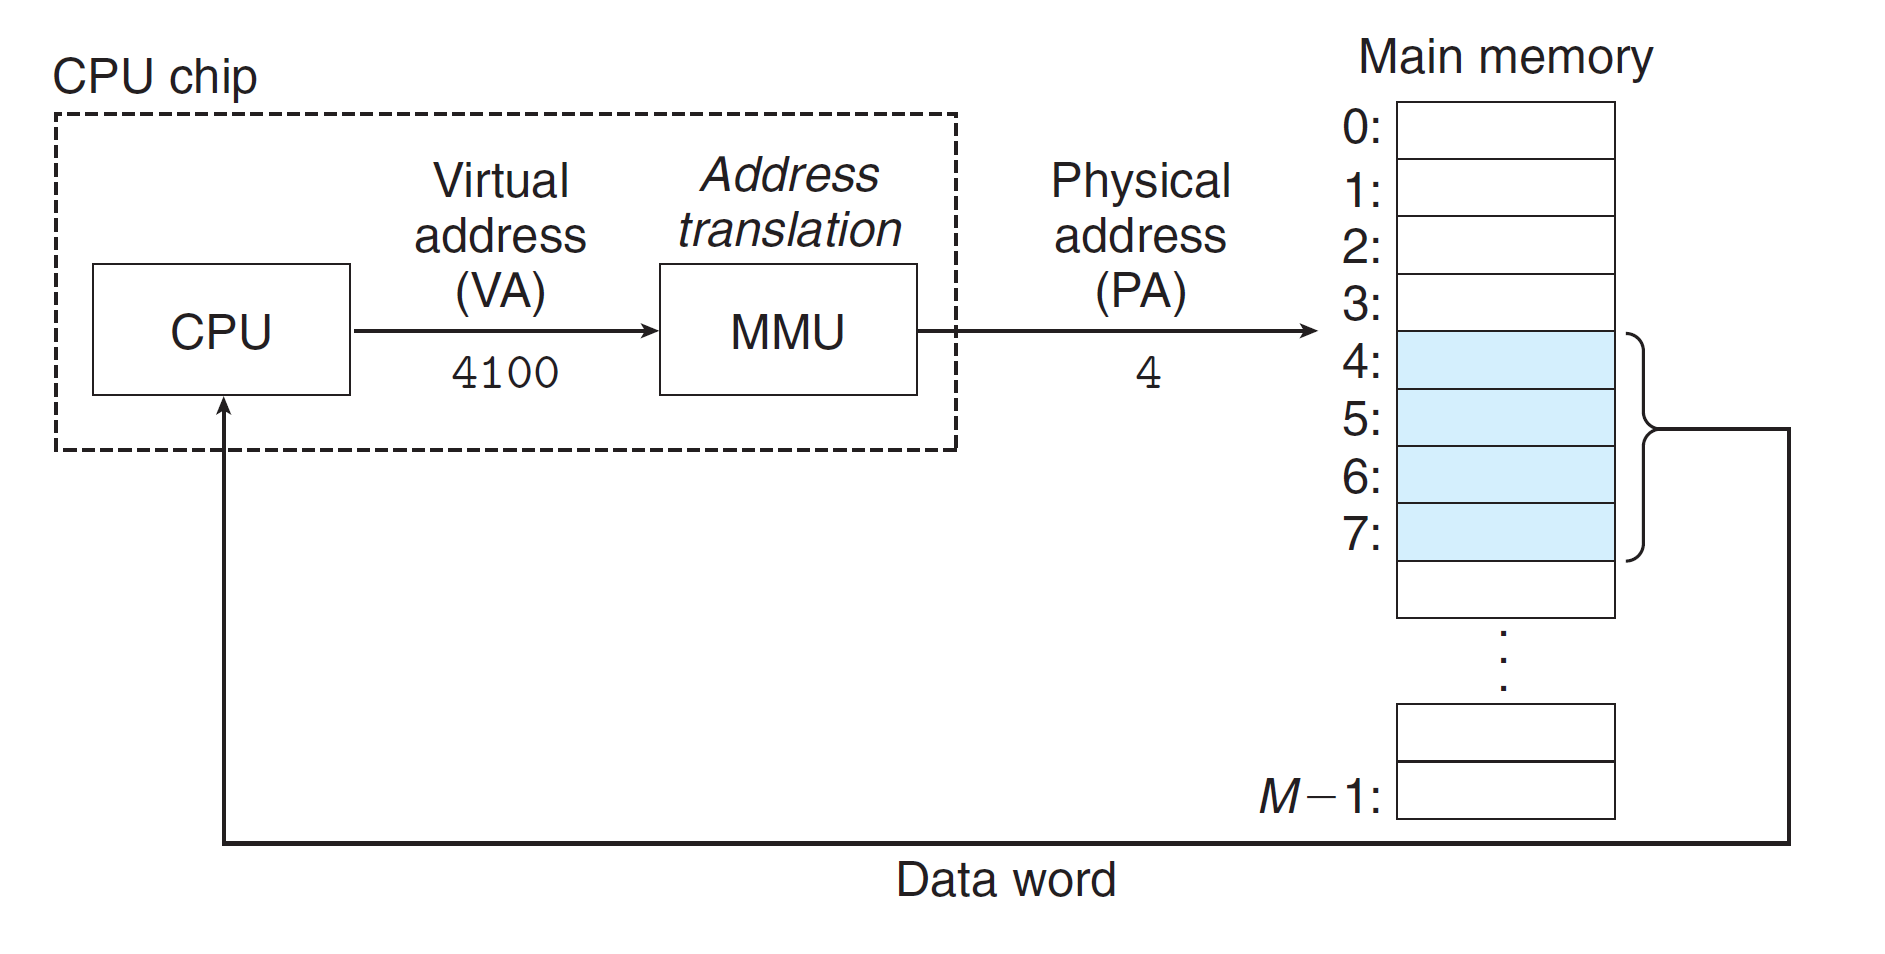 CPU chip
Virtual
address
(VA)
4100
Address
translation
CPU
MMU
Physical
address
(PA)
4
Main memory
0:
1:
2:
3:
4:
5:
6:
7:
.
.
.
M−1:
Data word